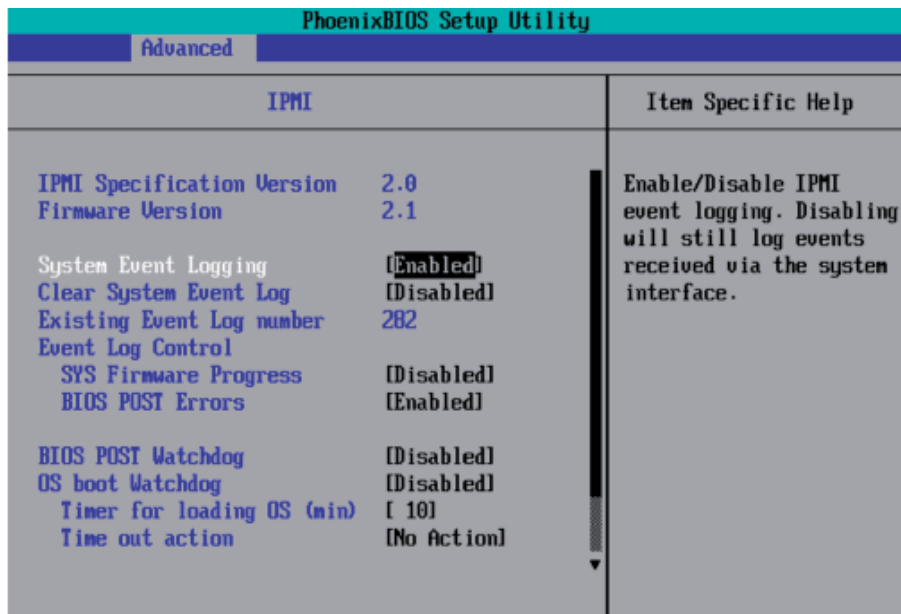 PhoenixBIOS Setup Utility
Advanced
IPMI
Item Specific Help
IPMI Specification Version 2.0
Firmware Version 2.1
System Event Logging [Enabled]
Clear System Event Log [Disabled]
Existing Event Log number 282
Event Log Control
SYS Firmware Progress [Disabled]
BIOS POST Errors [Enabled]
BIOS POST Watchdog [Disabled]
OS boot Watchdog [Disabled]
Timer for loading OS (min) [ 10]
Time out action [No Action]
Enable/Disable IPMI
event logging. Disabling
will still log events
received via the system
interface.